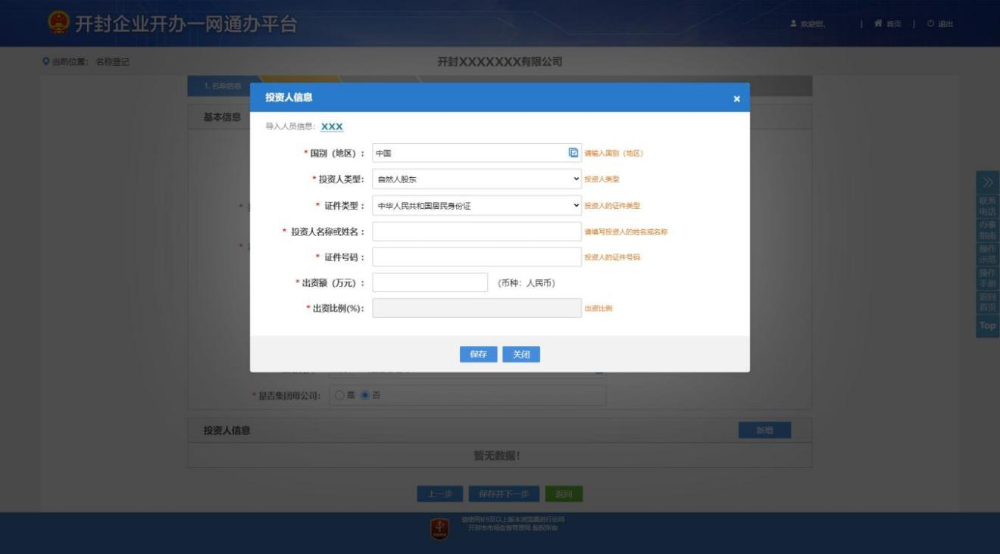 开封企业开办一网通办平台
欢迎您,
|
首页
|
退出
当前位置: 名称登记
开封XXXXXXX有限公司
1. 名称信息
基本信息
投资人信息
×
导入人员信息: XXX
* 国别(地区): 中国 请输入国别(地区)
* 投资人类型: 自然人股东 投资人类型
* 证件类型: 中华人民共和国居民身份证 投资人的证件类型
* 投资人名称或姓名: 请填写投资人的姓名或名称
* 证件号码: 投资人的证件号码
* 出资额(万元): (币种: 人民币)
* 出资比例(%): 出资比例
保存 关闭
* 是否集团母公司: 是 否
投资人信息 新增
暂无数据!
上一步 保存并下一步 返回
请使用IE9及以上版本浏览器进行访问
开封市市场监督管理局 版权所有
联系
电话
办事
指南
操作
示范
操作
手册
返回
首页
Top